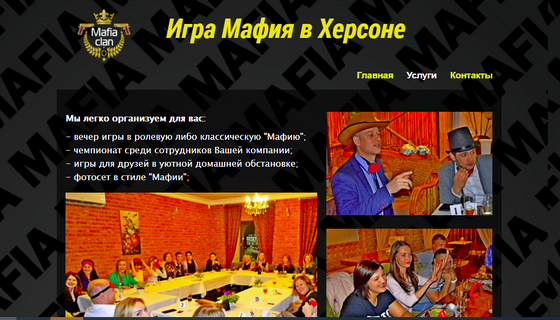 Mafia
clan
Игра Мафия в Херсоне
Главная Услуги Контакты
Мы легко организуем для вас:
- вечер игры в ролевую либо классическую "Мафию";
- чемпионат среди сотрудников Вашей компании;
- игры для друзей в уютной домашней обстановке;
- фотосет в стиле "Мафии";
MAFIA MAFIA MAFIA